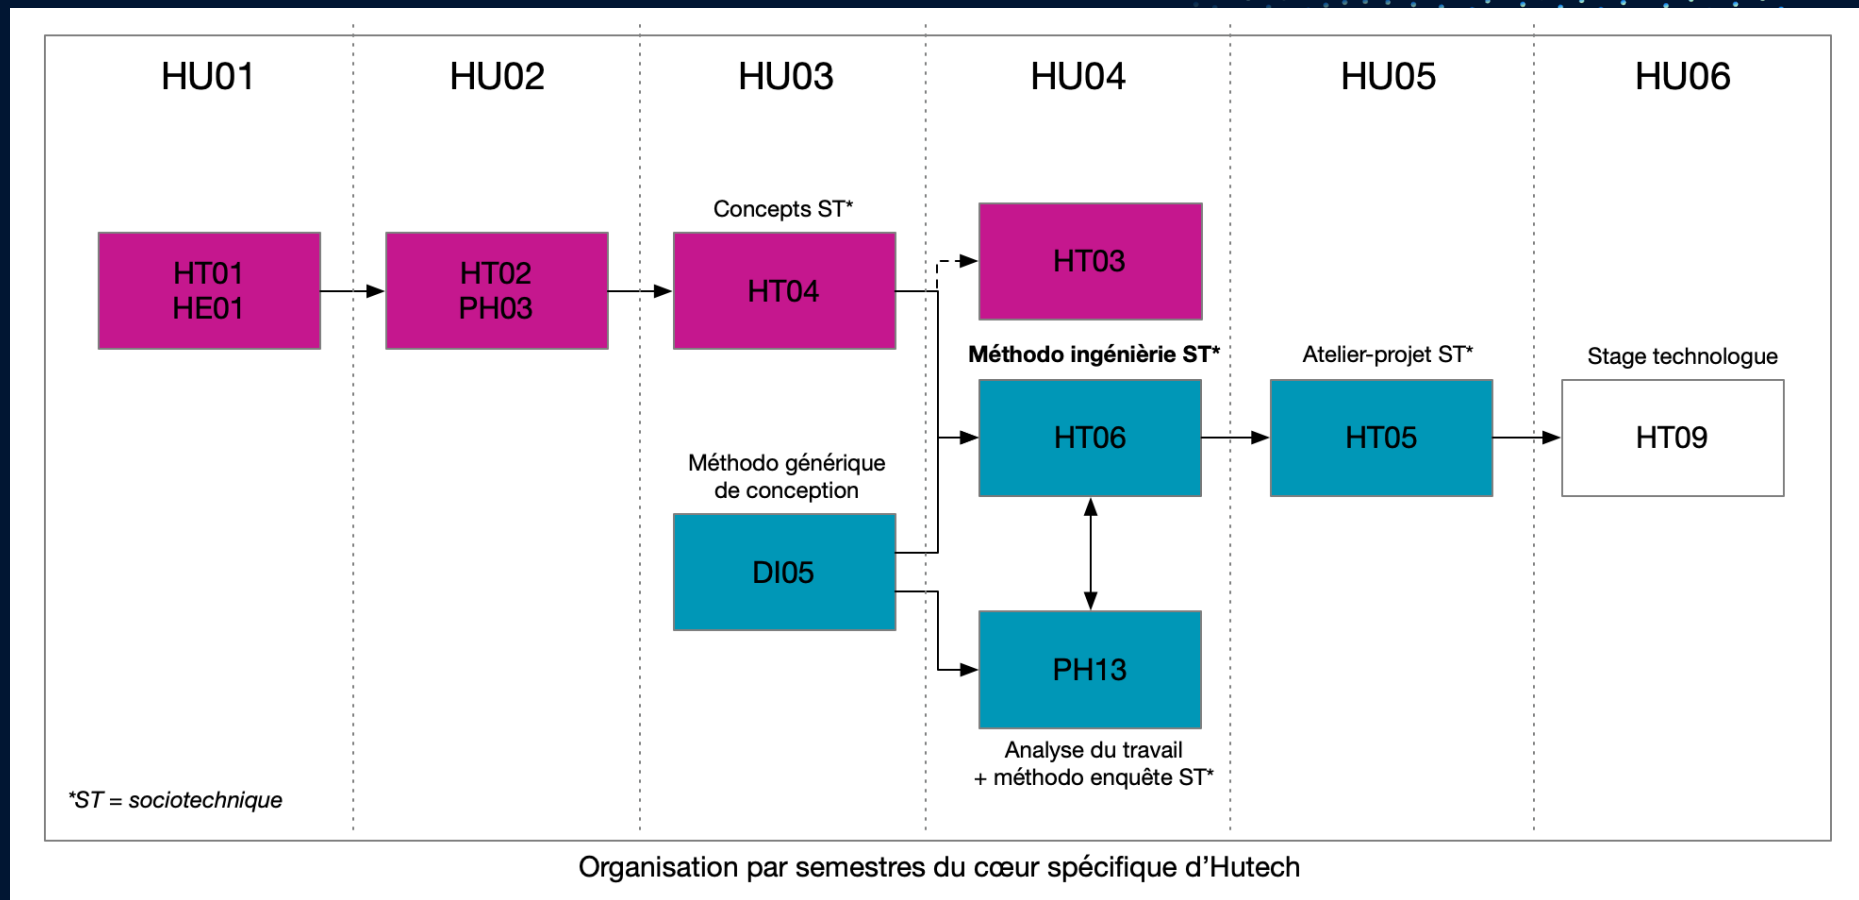 HU01
HU02
HU03
HU04
HU05
HU06
HT01
HE01
HT02
PH03
Concepts ST*
HT04
HT03
Méthodo ingénièrie ST*
HT06
Atelier-projet ST*
HT05
Stage technologue
HT09
Méthodo générique
de conception
DI05
PH13
Analyse du travail
+ méthodo enquête ST*
*ST = sociotechnique
Organisation par semestres du cœur spécifique d’Hutech